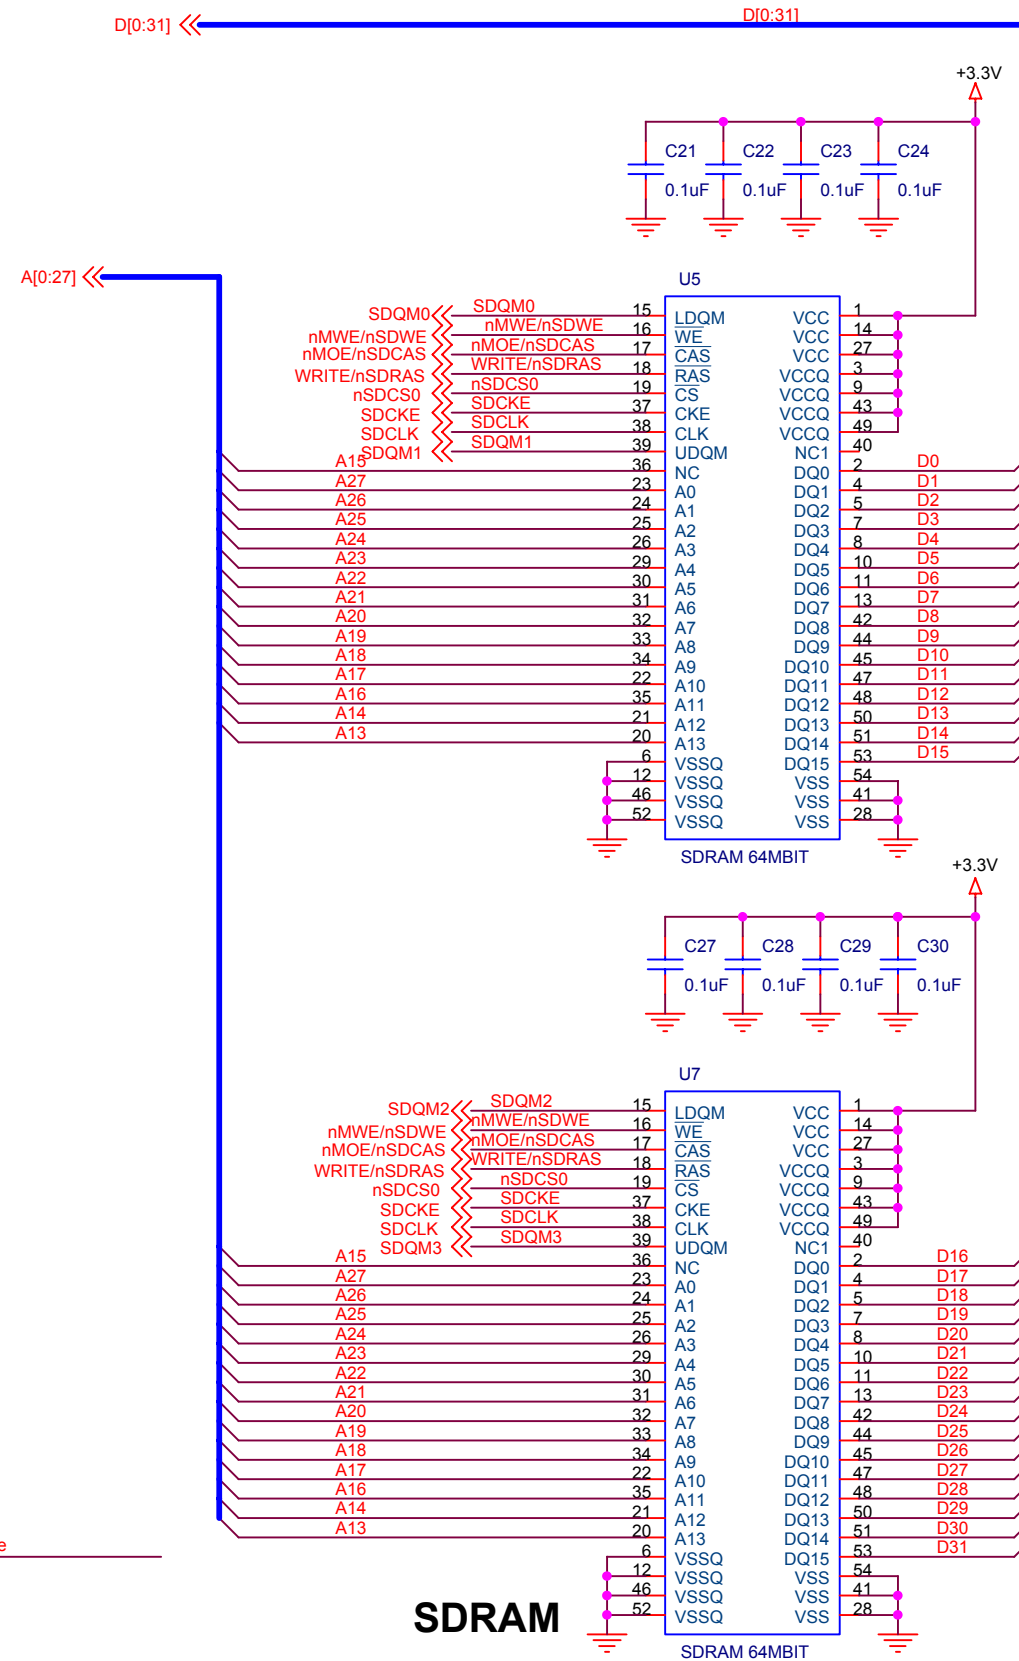 D[0:31] D[0:31]
+3.3V
C21 C22 C23 C24
0.1uF 0.1uF 0.1uF 0.1uF
A[0:27]
U5
SDQM0 SDQM0 15 LDQM VCC 1
nMWE/nSDWE nMWE/nSDWE 16 WE VCC 14
nMOE/nSDCAS nMOE/nSDCAS 17 CAS VCC 27
WRITE/nSDRAS WRITE/nSDRAS 18 RAS VCCQ 3
nSDCS0 nSDCS0 19 CS VCCQ 9
SDCKE SDCKE 37 CKE VCCQ 43
SDCLK SDCLK 38 CLK VCCQ 49
SDQM1 SDQM1 39 UDQM NC1 40
A15 36 NC DQ0 2 D0
A27 23 A0 DQ1 4 D1
A26 24 A1 DQ2 5 D2
A25 25 A2 DQ3 7 D3
A24 26 A3 DQ4 8 D4
A23 29 A4 DQ5 10 D5
A22 30 A5 DQ6 11 D6
A21 31 A6 DQ7 13 D7
A20 32 A7 DQ8 42 D8
A19 33 A8 DQ9 44 D9
A18 34 A9 DQ10 45 D10
A17 22 A10 DQ11 47 D11
A16 35 A11 DQ12 48 D12
A14 21 A12 DQ13 50 D13
A13 20 A13 DQ14 51 D14
6 VSSQ DQ15 53 D15
12 VSSQ VSS 54
46 VSSQ VSS 41
52 VSSQ VSS 28
SDRAM 64MBIT
+3.3V
C27 C28 C29 C30
0.1uF 0.1uF 0.1uF 0.1uF
U7
SDQM2 SDQM2 15 LDQM VCC 1
nMWE/nSDWE nMWE/nSDWE 16 WE VCC 14
nMOE/nSDCAS nMOE/nSDCAS 17 CAS VCC 27
WRITE/nSDRAS WRITE/nSDRAS 18 RAS VCCQ 3
nSDCS0 nSDCS0 19 CS VCCQ 9
SDCKE SDCKE 37 CKE VCCQ 43
SDCLK SDCLK 38 CLK VCCQ 49
SDQM3 SDQM3 39 UDQM NC1 40
A15 36 NC DQ0 2 D16
A27 23 A0 DQ1 4 D17
A26 24 A1 DQ2 5 D18
A25 25 A2 DQ3 7 D19
A24 26 A3 DQ4 8 D20
A23 29 A4 DQ5 10 D21
A22 30 A5 DQ6 11 D22
A21 31 A6 DQ7 13 D23
A20 32 A7 DQ8 42 D24
A19 33 A8 DQ9 44 D25
A18 34 A9 DQ10 45 D26
A17 22 A10 DQ11 47 D27
A16 35 A11 DQ12 48 D28
A14 21 A12 DQ13 50 D29
A13 20 A13 DQ14 51 D30
6 VSSQ DQ15 53 D31
12 VSSQ VSS 54
46 VSSQ VSS 41
52 VSSQ VSS 28
SDRAM
SDRAM 64MBIT